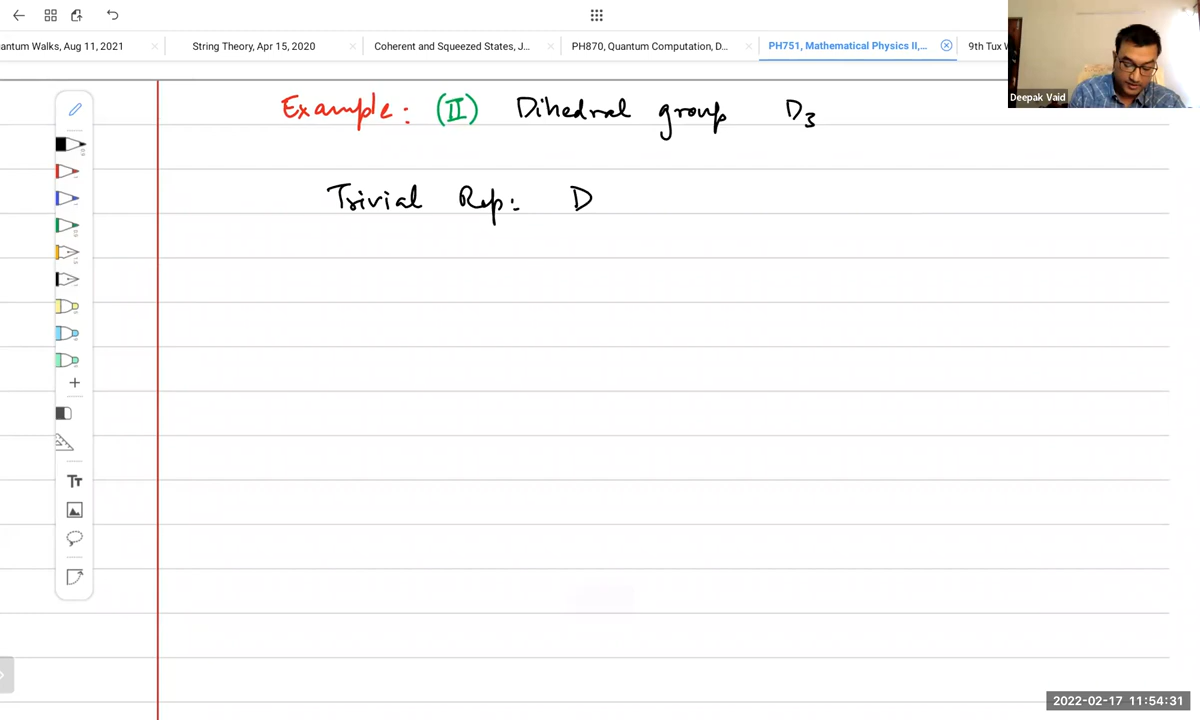 antum Walks, Aug 11, 2021 String Theory, Apr 15, 2020 Coherent and Squeezed States, J... PH870, Quantum Computation, D... PH751, Mathematical Physics II,... 9th Tux W
Deepak Vaid
Example: (II) Dihedral group D3
Trivial Rep: D
TT
2022-02-17 11:54:31